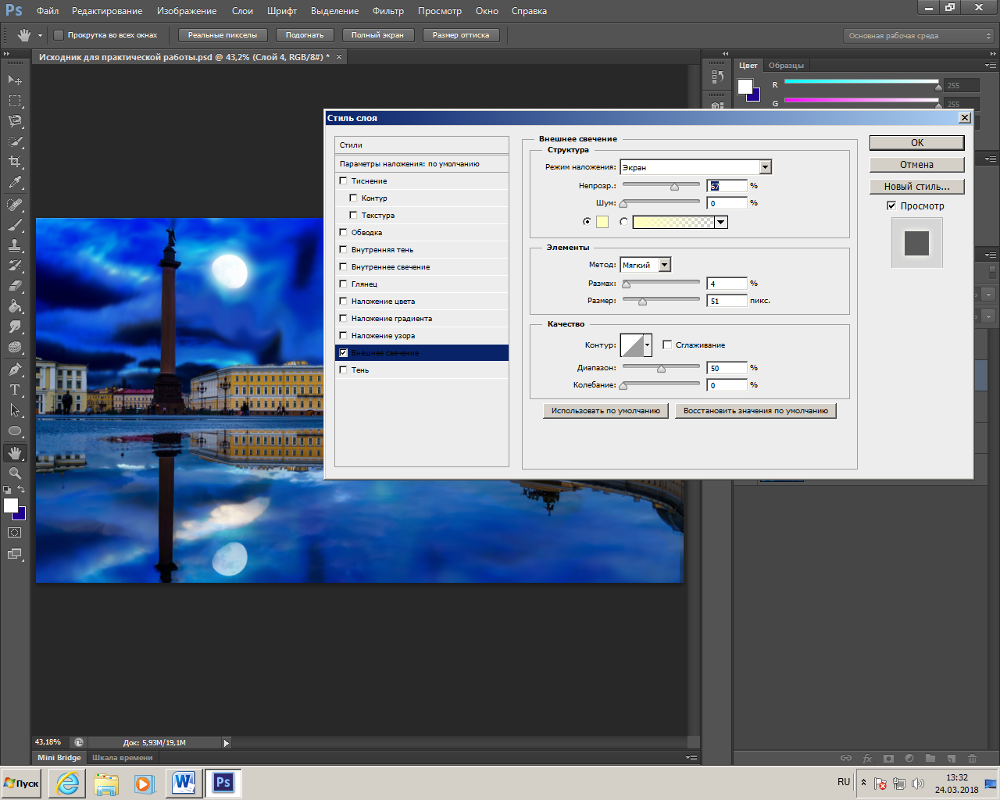 Ps Файл Редактирование Изображение Слои Шрифт Выделение Фильтр Просмотр Окно Справка
Прокрутка во всех окнах Реальные пикселы Подогнать Полный экран Размер оттиска Основная рабочая среда
Исходник для практической работы.psd @ 43,2% (Слой 4, RGB/8#) * ×
Цвет Образцы
R 255
G 255
Стиль слоя
Стили
Параметры наложения: по умолчанию
Тиснение
Контур
Текстура
Обводка
Внутренняя тень
Внутреннее свечение
Глянец
Наложение цвета
Наложение градиента
Наложение узора
Внешнее свечение
Тень
Внешнее свечение
Структура
Режим наложения: Экран
Непрозр.: 67 %
Шум: 0 %
Элементы
Метод: Мягкий
Размах: 4 %
Размер: 51 пикс.
Качество
Контур: Сглаживание
Диапазон: 50 %
Колебание: 0 %
Использовать по умолчанию Восстановить значения по умолчанию
OK
Отмена
Новый стиль...
Просмотр
43,18% Док: 5,93M/19,1M
Mini Bridge Шкала времени
fx
Пуск
W
Ps
RU
13:32
24.03.2018